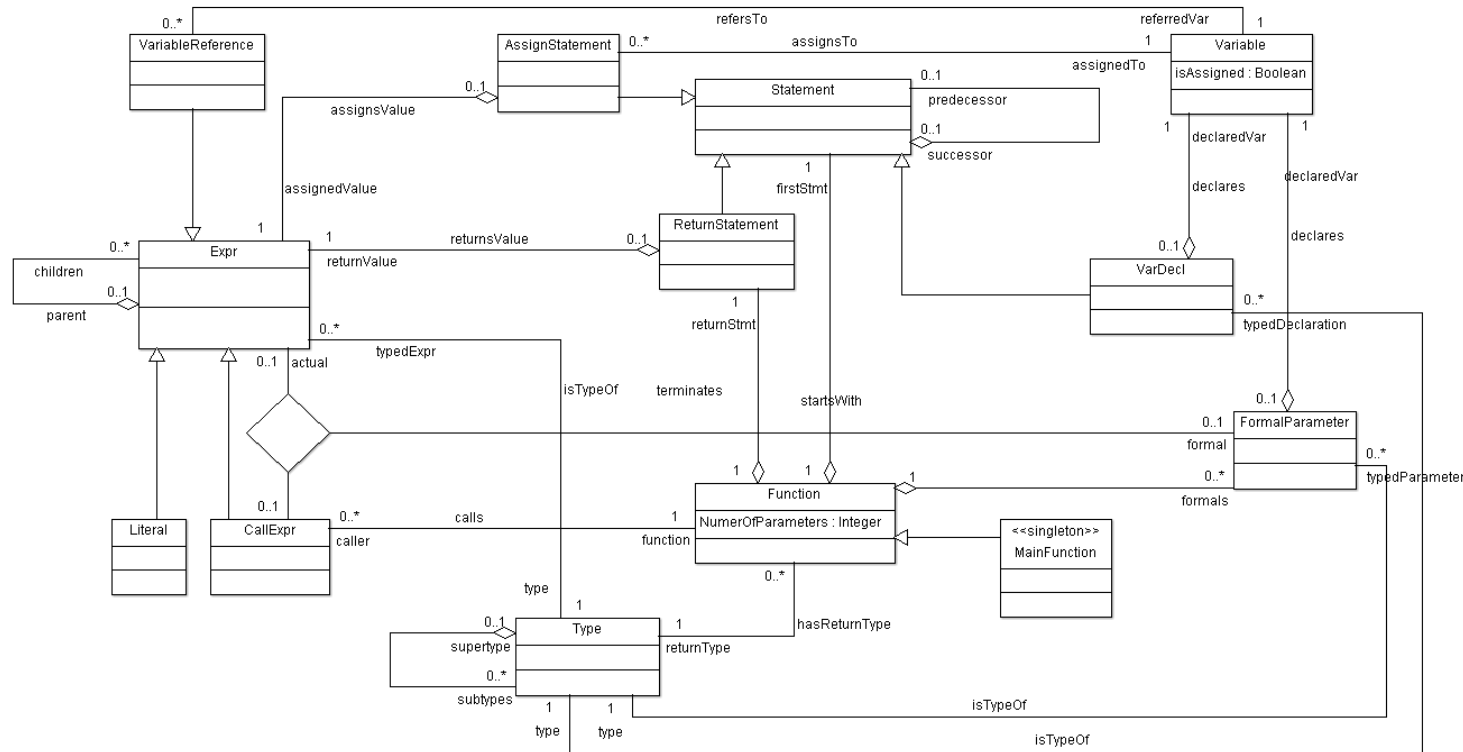 0..*
refersTo
referredVar
1
VariableReference
AssignStatement
0..*
assignsTo
1
Variable
assignedTo
isAssigned : Boolean
0..1
assignsValue
Statement
0..1
predecessor
0..1
successor
1
declaredVar
1
1
firstStmt
declaredVar
assignedValue
declares
1
ReturnStatement
declares
0..*
Expr
1
returnsValue
0..1
returnValue
0..1
VarDecl
children
0..1
parent
1
returnStmt
0..*
typedDeclaration
0..*
typedExpr
0..1
actual
isTypeOf
terminates
startsWith
0..1
0..1
formal
FormalParameter
0..*
typedParameter
1
1
1
0..*
formals
Function
NumerOfParameters : Integer
0..1
Literal
CallExpr
0..*
calls
1
caller
function
<<singleton>>
MainFunction
0..*
type
1
0..1
supertype
Type
1
returnType
hasReturnType
0..*
subtypes
1
type
1
type
isTypeOf
isTypeOf